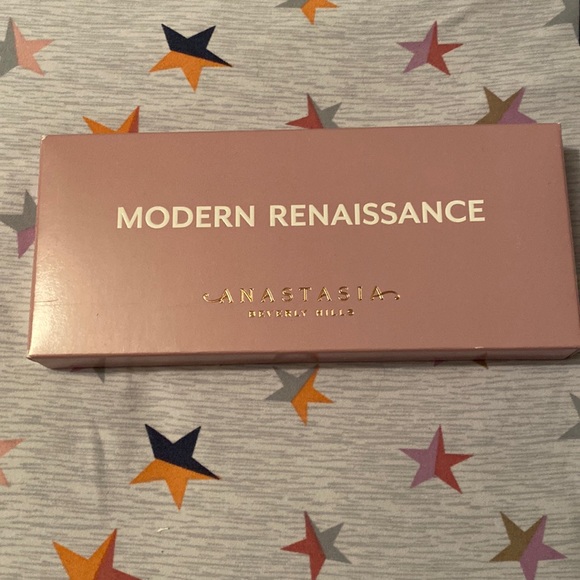 MODERN RENAISSANCE
ANASTASIA
BEVERLY HILLS